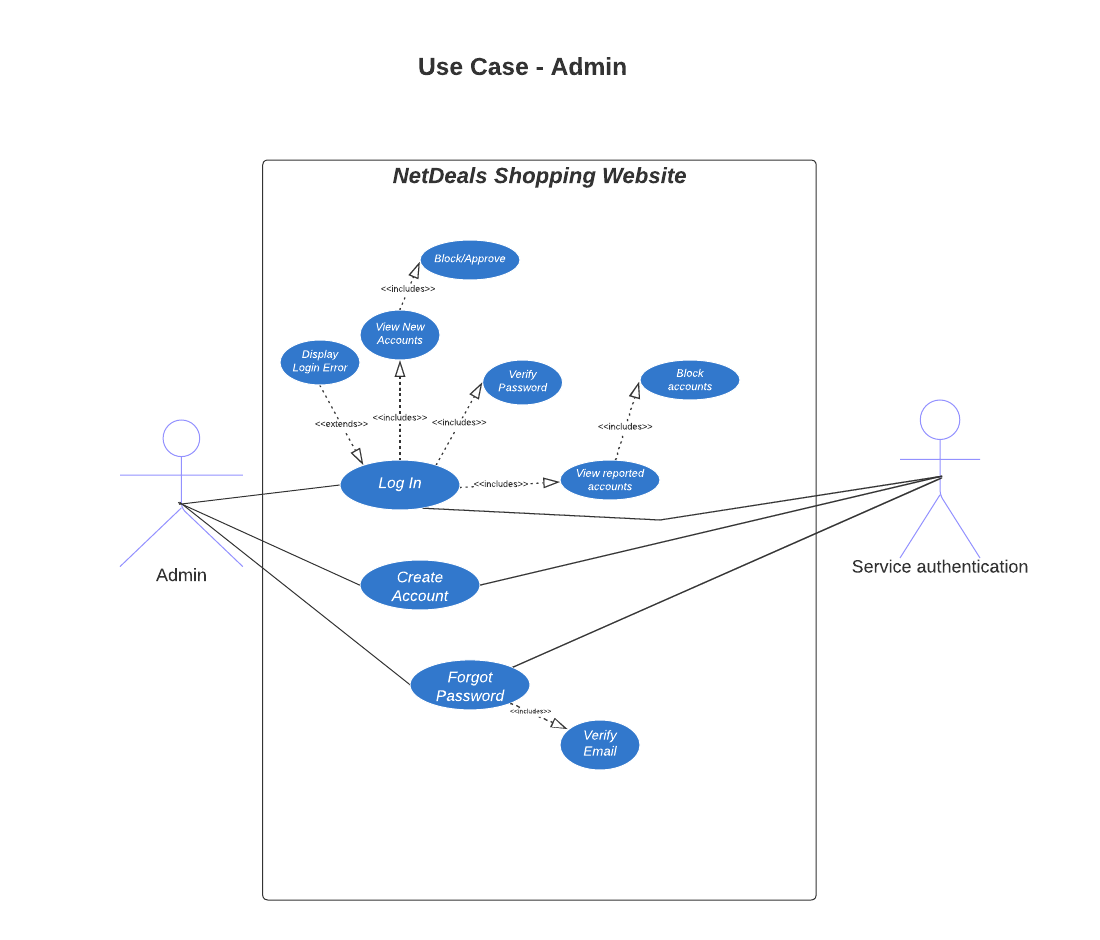 Use Case - Admin
NetDeals Shopping Website
Block/Approve
<<includes>>
View New
Accounts
Display
Login Error
Verify
Password
Block
accounts
<<extends>>
<<includes>>
<<includes>>
<<includes>>
Log In
<<includes>>
View reported
accounts
Admin
Service authentication
Create
Account
Forgot
Password
<<includes>>
Verify
Email